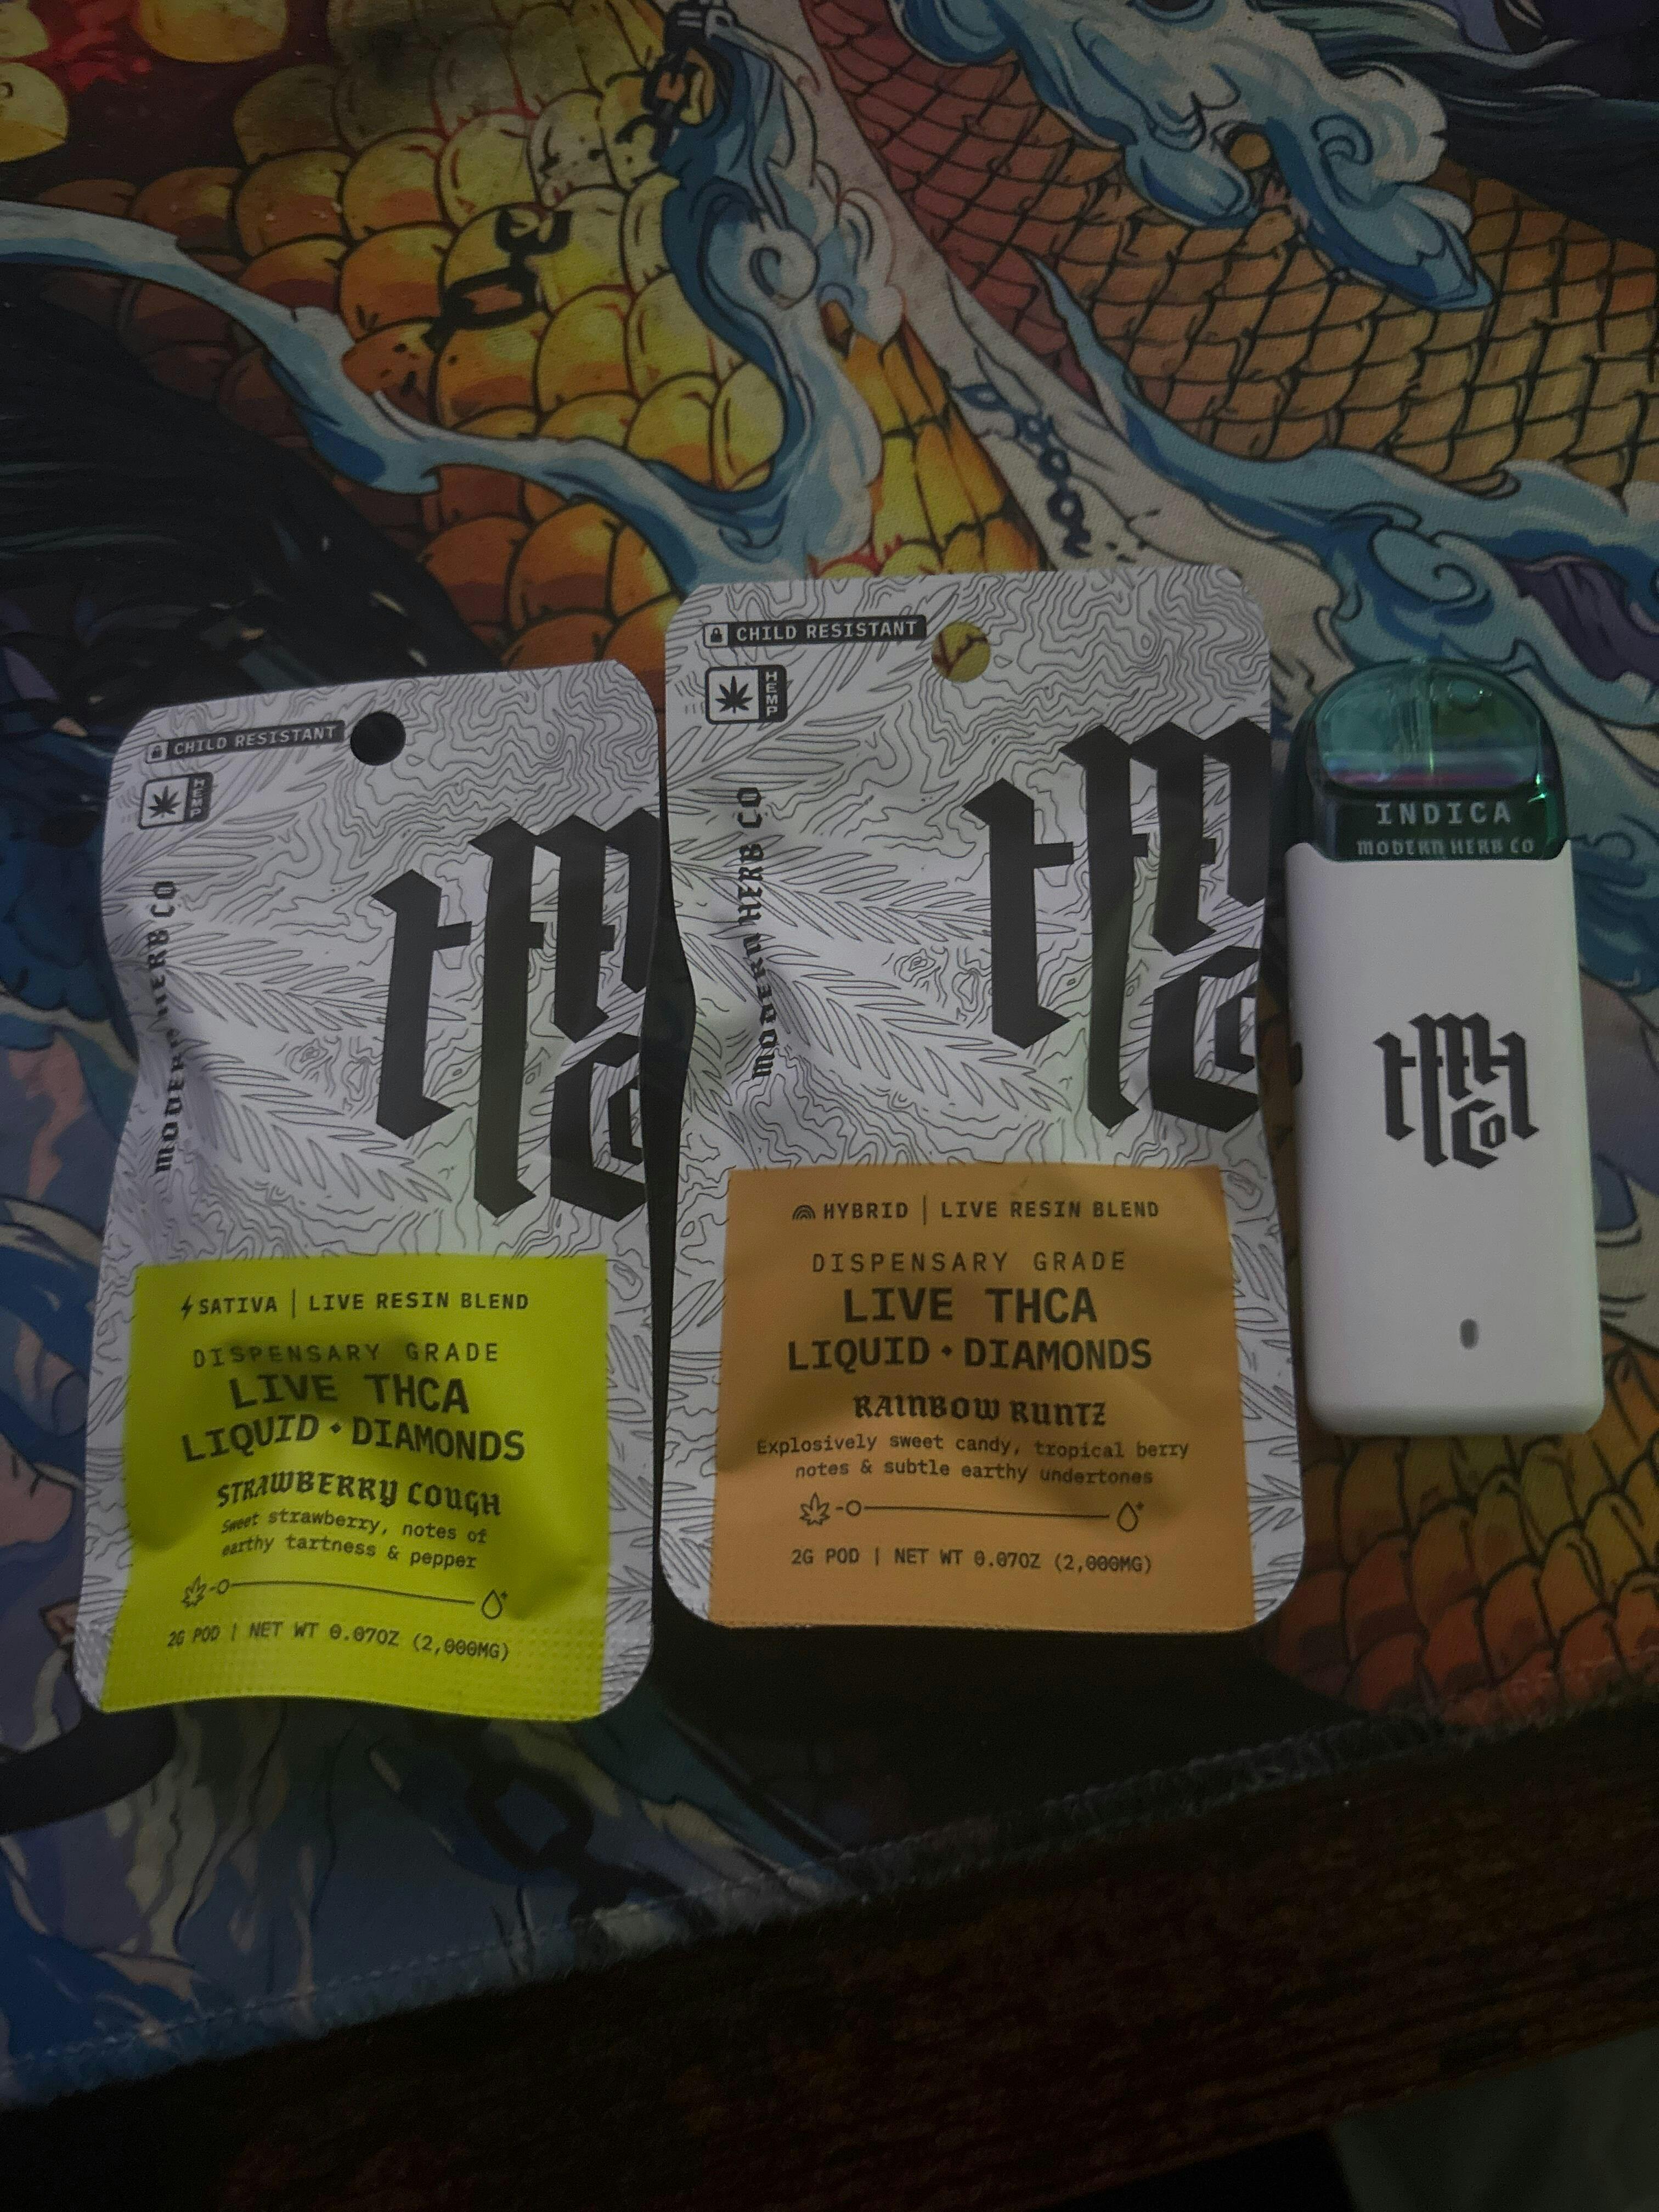 CHILD RESISTANT
HEMP
MODERN HERB CO
SATIVA | LIVE RESIN BLEND
DISPENSARY GRADE
LIVE THCA
LIQUID • DIAMONDS
STRAWBERRY COUGH
Sweet strawberry, notes of
earthy tartness & pepper
2G POD | NET WT 0.07OZ (2,000MG)
CHILD RESISTANT
HEMP
MODERN HERB CO
HYBRID | LIVE RESIN BLEND
DISPENSARY GRADE
LIVE THCA
LIQUID • DIAMONDS
RAINBOW RUNTZ
Explosively sweet candy, tropical berry
notes & subtle earthy undertones
2G POD | NET WT 0.07OZ (2,000MG)
INDICA
MODERN HERB CO
MH
Co